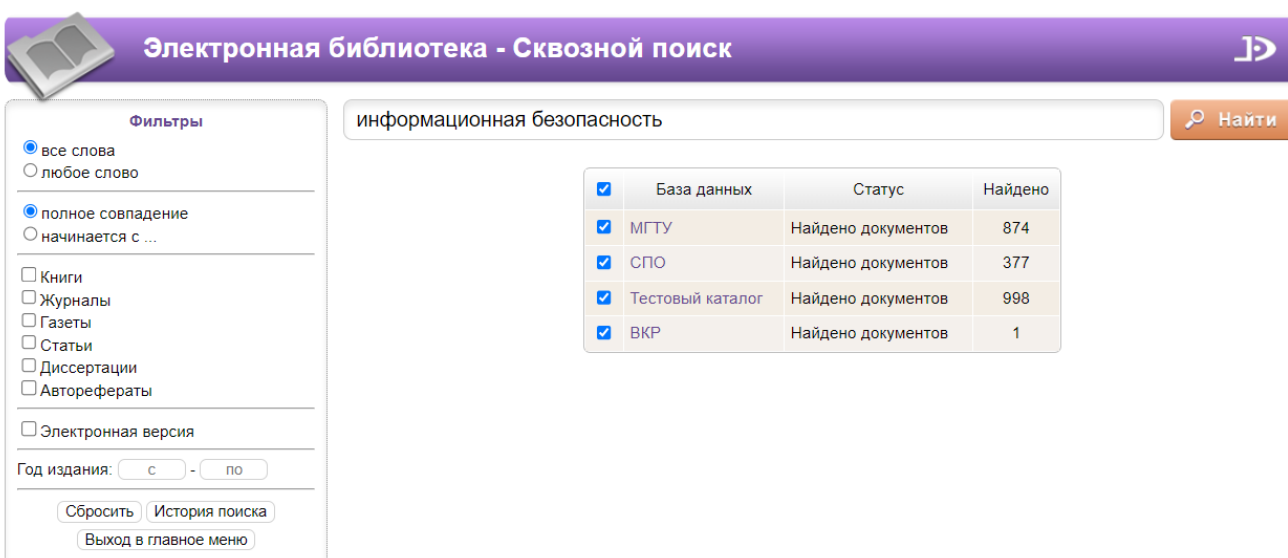 Электронная библиотека - Сквозной поиск
Фильтры
все слова
любое слово
полное совпадение
начинается с ...
Книги
Журналы
Газеты
Статьи
Диссертации
Авторефераты
Электронная версия
Год издания: с - по
Сбросить История поиска
Выход в главное меню
информационная безопасность Найти
База данных Статус Найдено
МГТУ Найдено документов 874
СПО Найдено документов 377
Тестовый каталог Найдено документов 998
ВКР Найдено документов 1